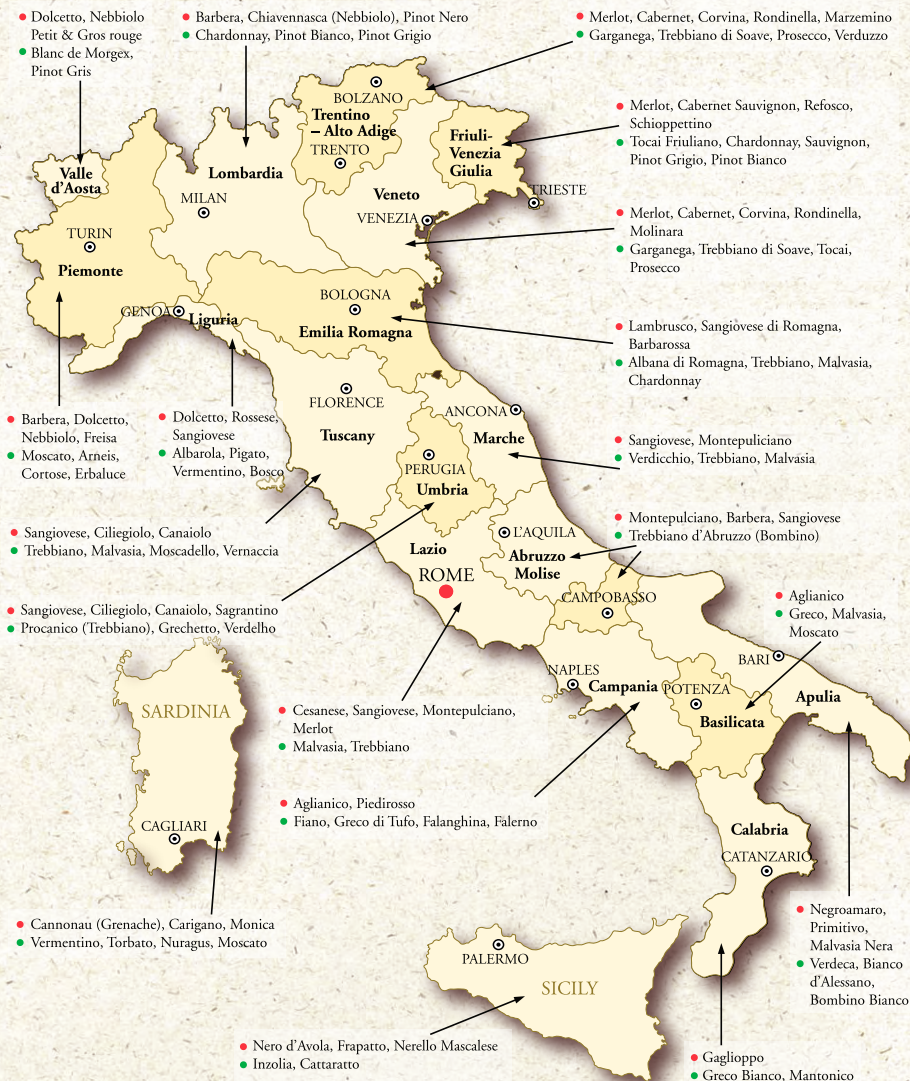 Dolcetto, Nebbiolo
Petit & Gros rouge
Blanc de Morgex,
Pinot Gris
Barbera, Chiavennasca (Nebbiolo), Pinot Nero
Chardonnay, Pinot Bianco, Pinot Grigio
Merlot, Cabernet, Corvina, Rondinella, Marzemino
Garganega, Trebbiano di Soave, Prosecco, Verduzzo
BOLZANO
Trentino
– Alto Adige
TRENTO
Friuli-
Venezia
Giulia
Merlot, Cabernet Sauvignon, Refosco,
Schioppettino
Tocai Friuliano, Chardonnay, Sauvignon,
Pinot Grigio, Pinot Bianco
Valle
d'Aosta
Lombardia
MILAN
Veneto
VENEZIA
TRIESTE
Merlot, Cabernet, Corvina, Rondinella,
Molinara
Garganega, Trebbiano di Soave, Tocai,
Prosecco
TURIN
Piemonte
GENOA
Liguria
BOLOGNA
Emilia Romagna
Lambrusco, Sangiovese di Romagna,
Barbarossa
Albana di Romagna, Trebbiano, Malvasia,
Chardonnay
Barbera, Dolcetto,
Nebbiolo, Freisa
Moscato, Arneis,
Cortose, Erbaluce
Dolcetto, Rossese,
Sangiovese
Albarola, Pigato,
Vermentino, Bosco
FLORENCE
Tuscany
ANCONA
Marche
PERUGIA
Umbria
Sangiovese, Montepuliciano
Verdicchio, Trebbiano, Malvasia
Sangiovese, Ciliegiolo, Canaiolo
Trebbiano, Malvasia, Moscadello, Vernaccia
L'AQUILA
Abruzzo
Molise
Lazio
ROME
Montepulciano, Barbera, Sangiovese
Trebbiano d'Abruzzo (Bombino)
CAMPOBASSO
Sangiovese, Ciliegiolo, Canaiolo, Sagrantino
Procanico (Trebbiano), Grechetto, Verdelho
Aglianico
Greco, Malvasia,
Moscato
BARI
NAPLES
Campania
POTENZA
Basilicata
Apulia
SARDINIA
CAGLIARI
Cesanese, Sangiovese, Montepulciano,
Merlot
Malvasia, Trebbiano
Aglianico, Piedirosso
Fiano, Greco di Tufo, Falanghina, Falerno
Calabria
CATANZARIO
Cannonau (Grenache), Carigano, Monica
Vermentino, Torbato, Nuragus, Moscato
Negroamaro,
Primitivo,
Malvasia Nera
Verdeca, Bianco
d'Alessano,
Bombino Bianco
PALERMO
SICILY
Nero d'Avola, Frapatto, Nerello Mascalese
Inzolia, Cattaratto
Gaglioppo
Greco Bianco, Mantonico